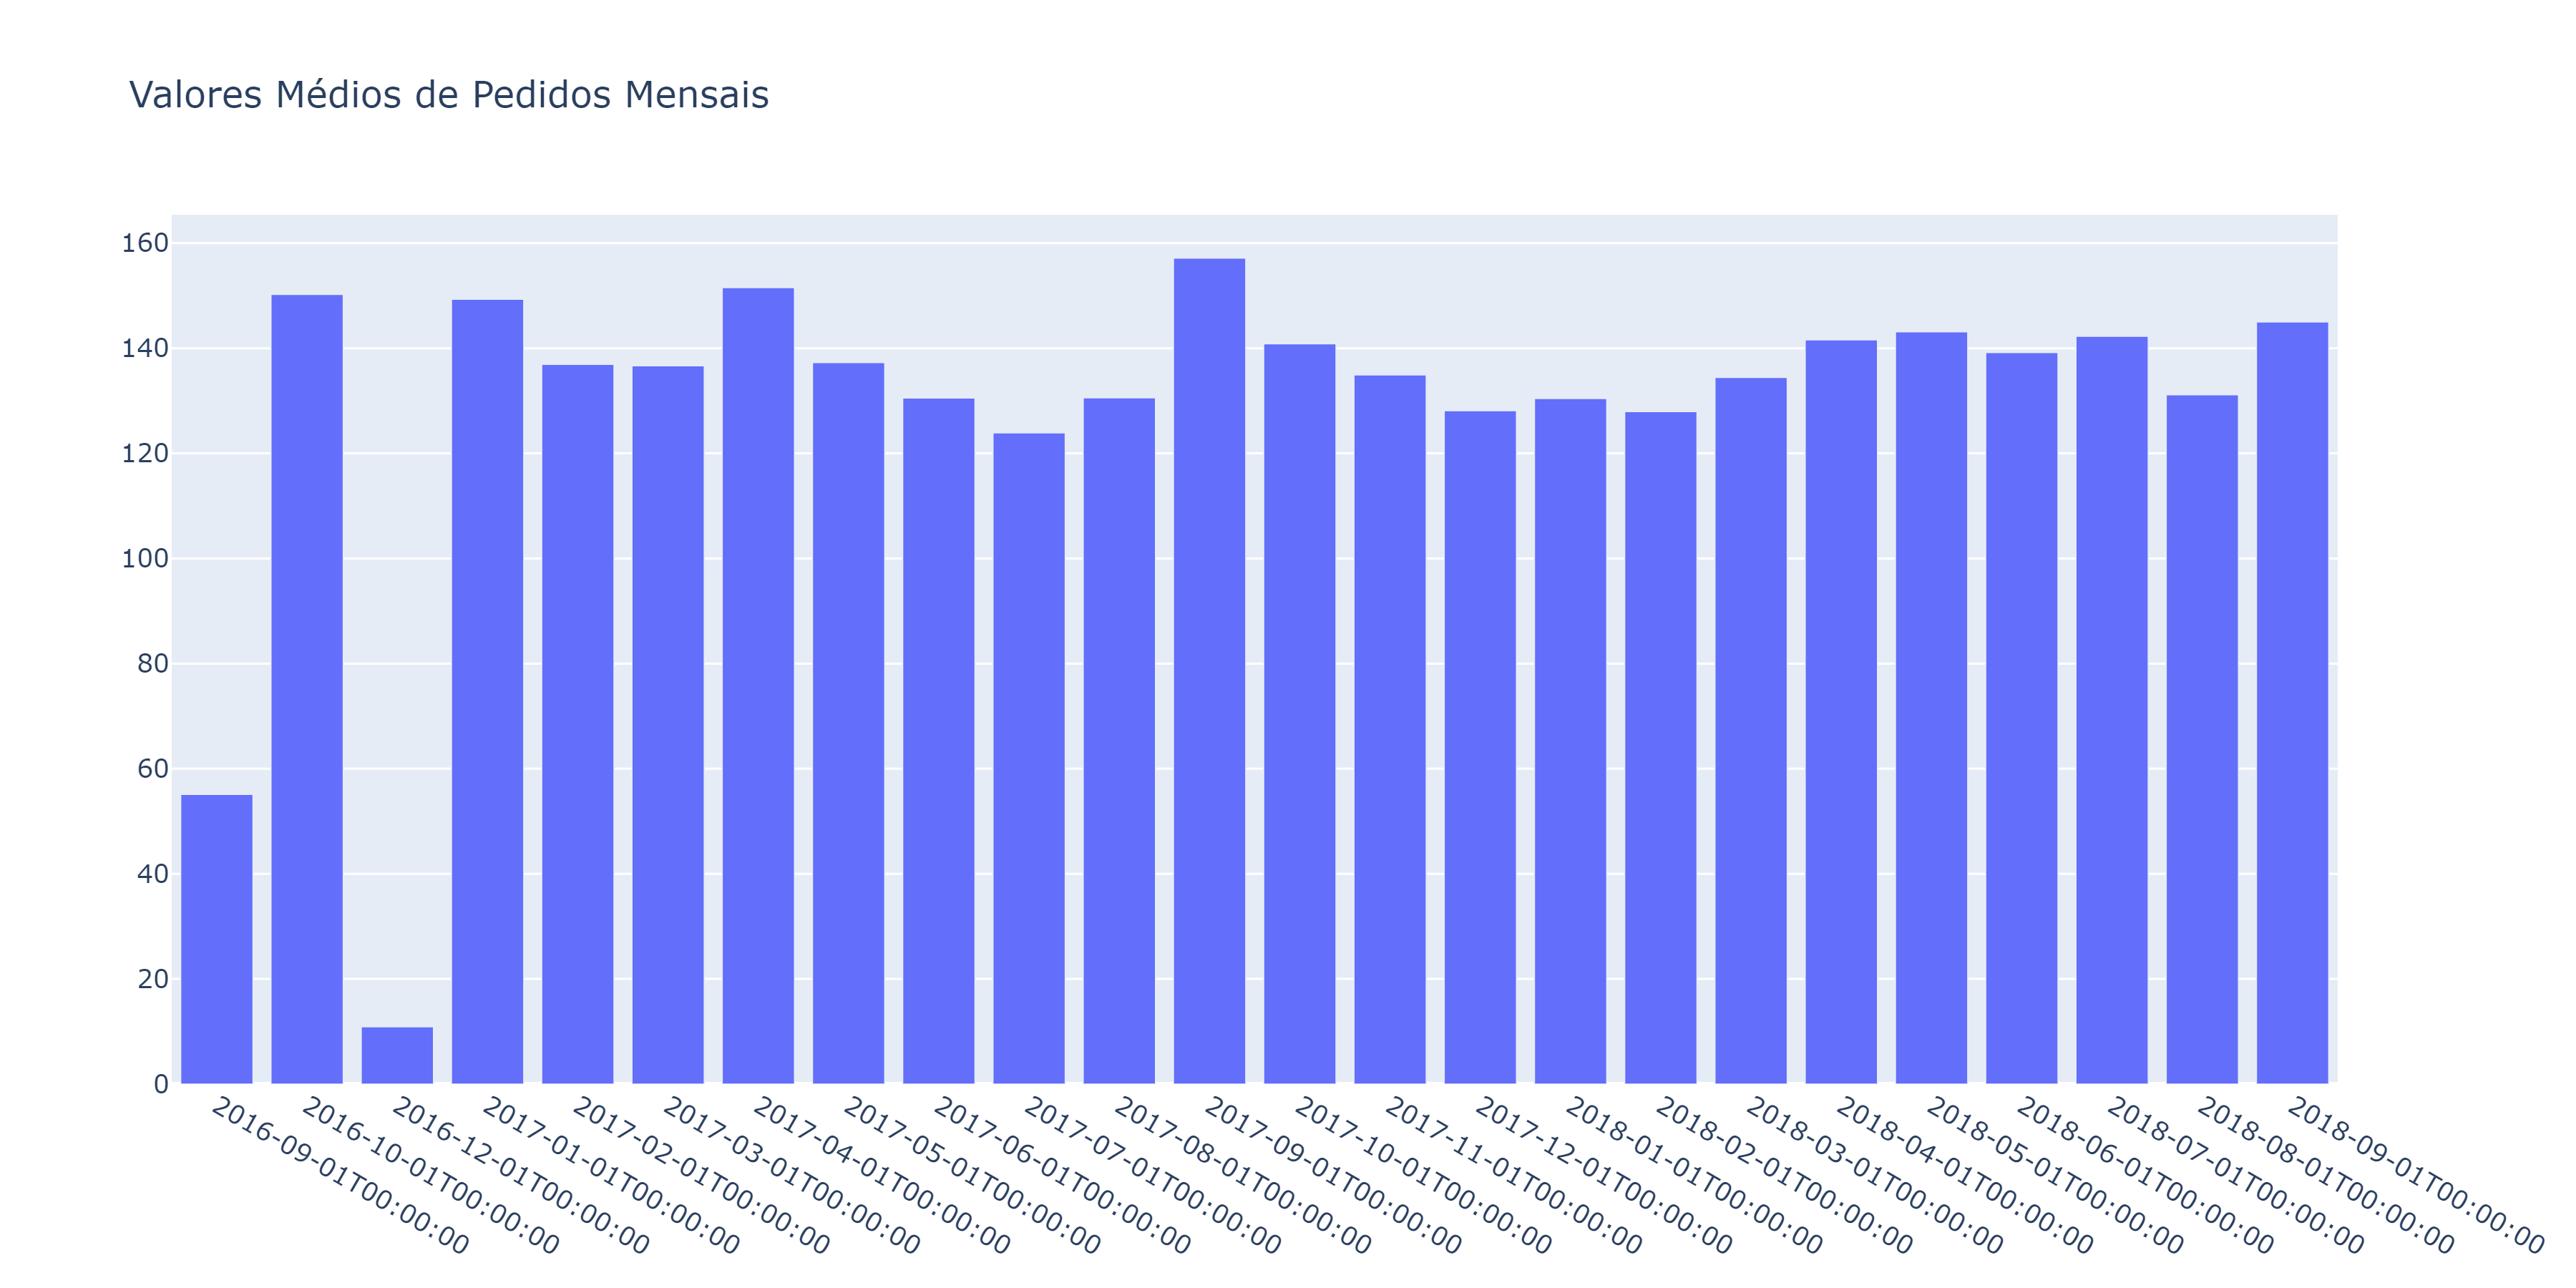 Valores Médios de Pedidos Mensais
160
140
120
100
80
60
40
20
0
2016-09-01T00:00:00
2016-10-01T00:00:00
2016-12-01T00:00:00
2017-01-01T00:00:00
2017-02-01T00:00:00
2017-03-01T00:00:00
2017-04-01T00:00:00
2017-05-01T00:00:00
2017-06-01T00:00:00
2017-07-01T00:00:00
2017-08-01T00:00:00
2017-09-01T00:00:00
2017-10-01T00:00:00
2017-11-01T00:00:00
2017-12-01T00:00:00
2018-01-01T00:00:00
2018-02-01T00:00:00
2018-03-01T00:00:00
2018-04-01T00:00:00
2018-05-01T00:00:00
2018-06-01T00:00:00
2018-07-01T00:00:00
2018-08-01T00:00:00
2018-09-01T00:00:00